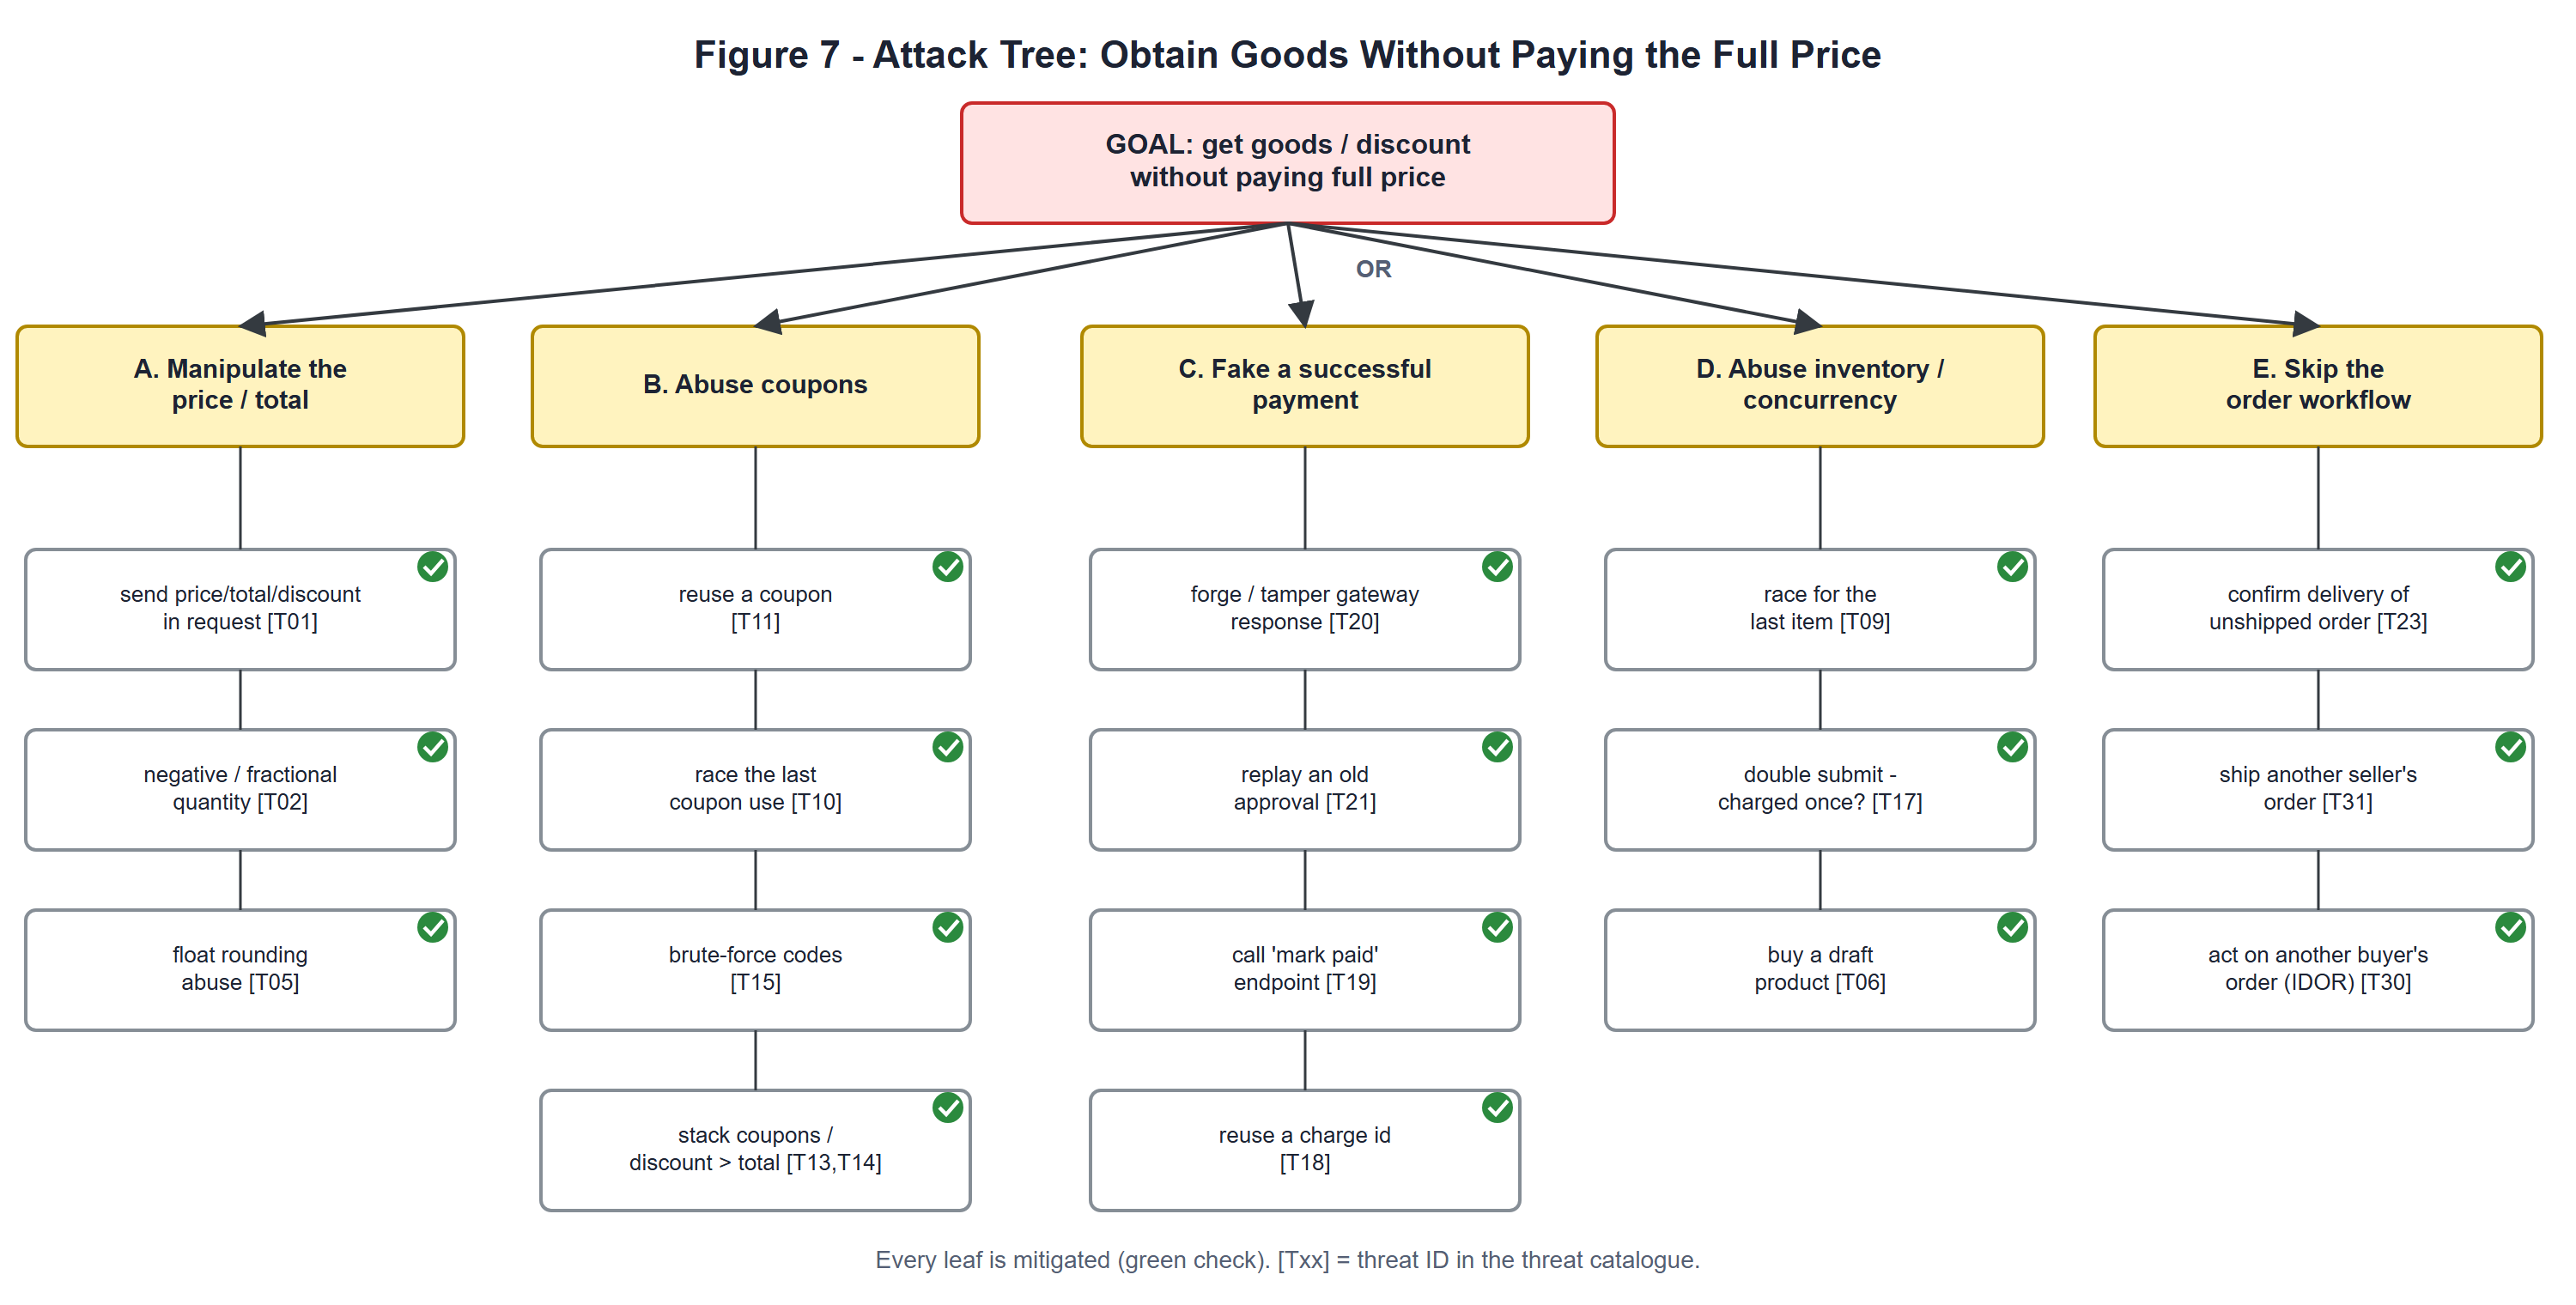 Figure 7 - Attack Tree: Obtain Goods Without Paying the Full Price
GOAL: get goods / discount
without paying full price
OR
A. Manipulate the
price / total
B. Abuse coupons
C. Fake a successful
payment
D. Abuse inventory /
concurrency
E. Skip the
order workflow
send price/total/discount
in request [T01]
reuse a coupon
[T11]
forge / tamper gateway
response [T20]
race for the
last item [T09]
confirm delivery of
unshipped order [T23]
negative / fractional
quantity [T02]
race the last
coupon use [T10]
replay an old
approval [T21]
double submit -
charged once? [T17]
ship another seller's
order [T31]
float rounding
abuse [T05]
brute-force codes
[T15]
call 'mark paid'
endpoint [T19]
buy a draft
product [T06]
act on another buyer's
order (IDOR) [T30]
stack coupons /
discount > total [T13,T14]
reuse a charge id
[T18]
Every leaf is mitigated (green check). [Txx] = threat ID in the threat catalogue.